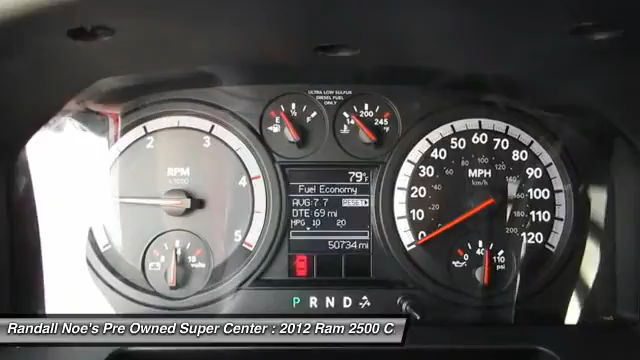 ULTRA LOW SULFUR
DIESEL FUEL
ONLY
E ½ F
140 200 245 °F
2 3 4 5
RPM
x1000
8 18
volts
79°F
Fuel Economy
AVG:7.7 RESET
DTE:69 mi
MPG 10 20
50734 mi
P R N D
0 10 20 30 40 50 60 70 80 90 100 110 120
MPH
km/h
40 110
psi
Randall Noe's Pre Owned Super Center : 2012 Ram 2500 C